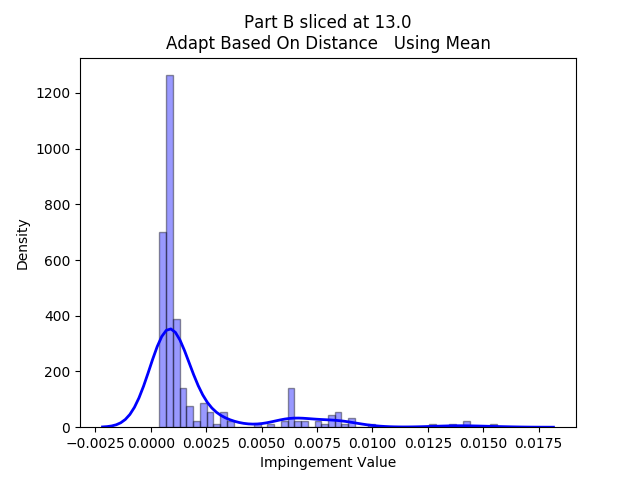 Part B sliced at 13.0
Adapt Based On Distance   Using Mean
1200
1000
800
600
400
200
0
Density
−0.0025 0.0000 0.0025 0.0050 0.0075 0.0100 0.0125 0.0150 0.0175
Impingement Value